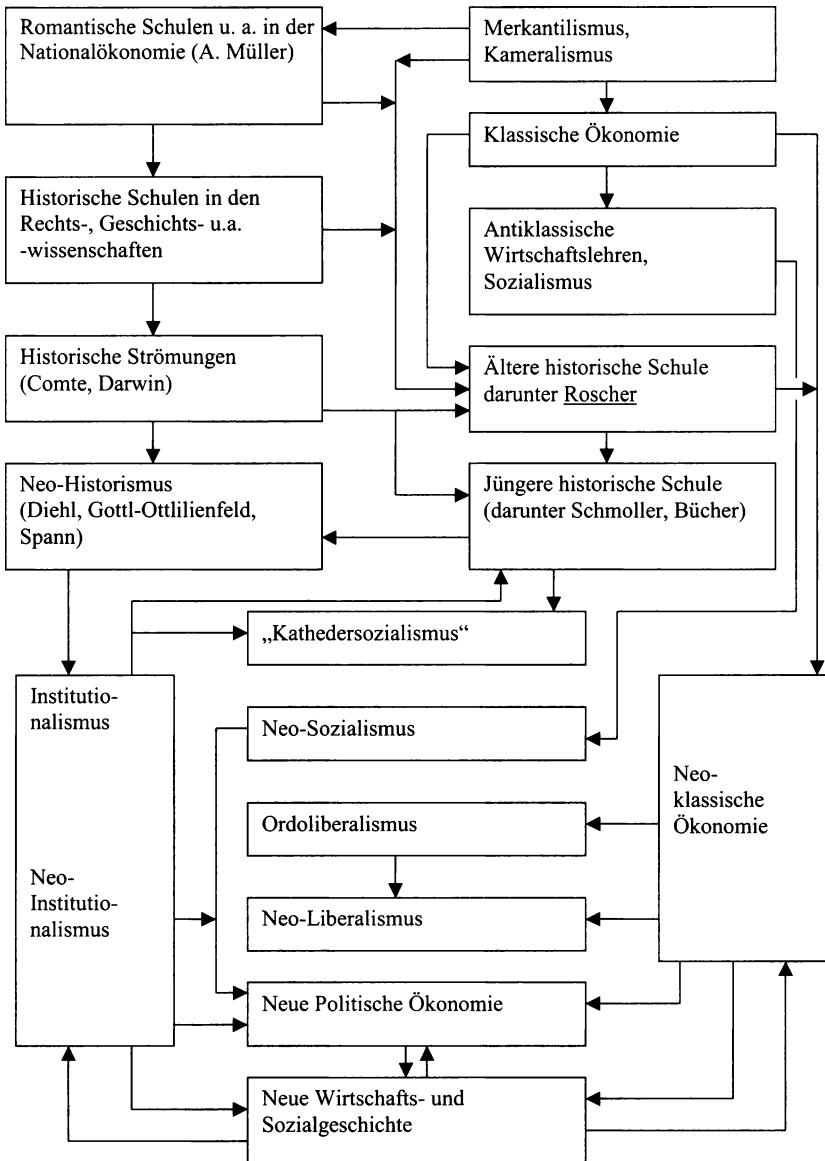 Romantische Schulen u. a. in der
Nationalökonomie (A. Müller)
Merkantilismus,
Kameralismus
Klassische Ökonomie
Historische Schulen in den
Rechts-, Geschichts- u.a.
-wissenschaften
Antiklassische
Wirtschaftslehren,
Sozialismus
Historische Strömungen
(Comte, Darwin)
Ältere historische Schule
darunter Roscher
Neo-Historismus
(Diehl, Gottl-Ottlilienfeld,
Spann)
Jüngere historische Schule
(darunter Schmoller, Bücher)
„Kathedersozialismus“
Institutio-
nalismus
Neo-
Institutio-
nalismus
Neo-Sozialismus
Ordoliberalismus
Neo-Liberalismus
Neo-
klassische
Ökonomie
Neue Politische Ökonomie
Neue Wirtschafts- und
Sozialgeschichte